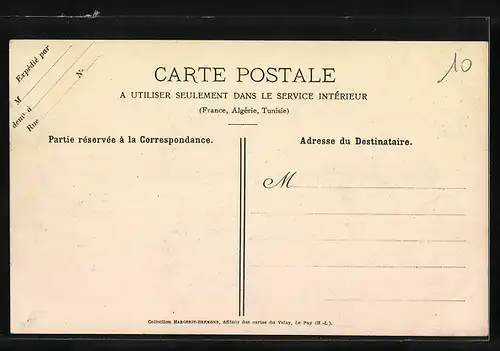 Expédié par
M
demt à
Rue N°
10
CARTE POSTALE
A UTILISER SEULEMENT DANS LE SERVICE INTÉRIEUR
(France, Algérie, Tunisie)
Partie réservée à la Correspondance.
Adresse du Destinataire.
M
Collection MARGERIT-BRÉMOND, éditeur des cartes du Velay, Le Puy (H.-L.).